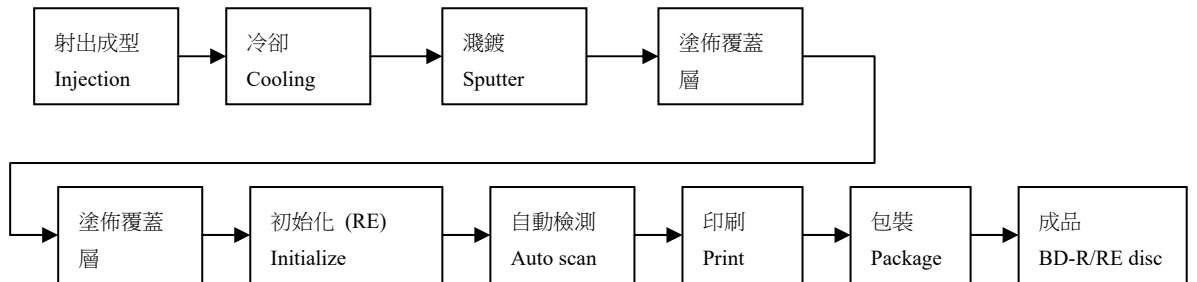 射出成型
Injection
冷卻
Cooling
濺鍍
Sputter
塗佈覆蓋
層
塗佈覆蓋
層
初始化 (RE)
Initialize
自動檢測
Auto scan
印刷
Print
包裝
Package
成品
BD-R/RE disc